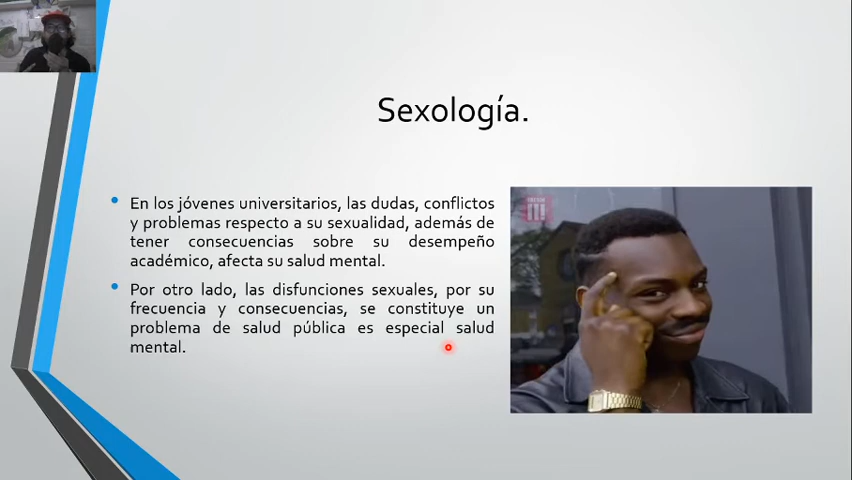 Sexología.
En los jóvenes universitarios, las dudas, conflictos
y problemas respecto a su sexualidad, además de
tener consecuencias sobre su desempeño
académico, afecta su salud mental.
Por otro lado, las disfunciones sexuales, por su
frecuencia y consecuencias, se constituye un
problema de salud pública es especial salud
mental.